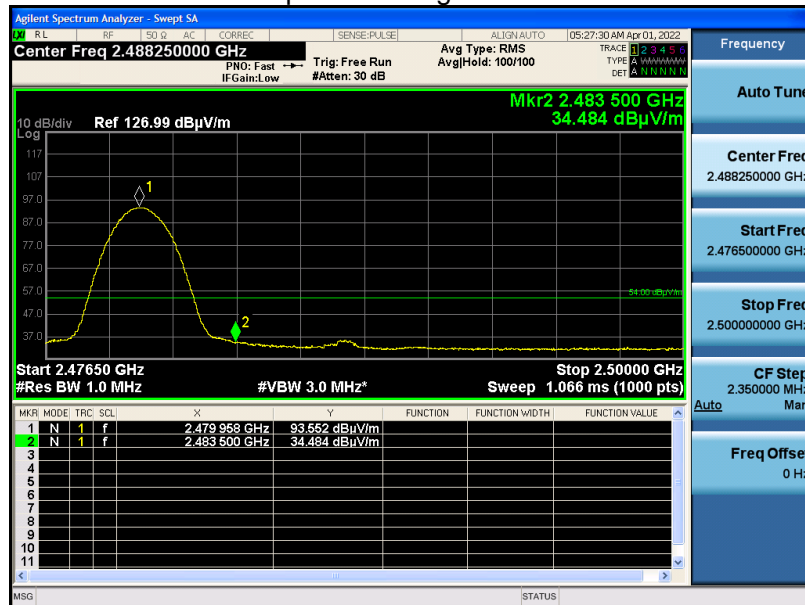 Agilent Spectrum Analyzer - Swept SA
LXI RL RF 50 Ω AC CORREC SENSE:PULSE ALIGN AUTO 05:27:30 AM Apr 01, 2022
Center Freq 2.488250000 GHz
PNO: Fast
IFGain:Low
Trig: Free Run
#Atten: 30 dB
Avg Type: RMS
Avg|Hold: 100/100
TRACE 1 2 3 4 5 6
TYPE A WWWWW
DET A N N N N N
Mkr2 2.483 500 GHz
34.484 dBµV/m
10 dB/div Ref 126.99 dBµV/m
Log
117
107
97.0
87.0
77.0
67.0
57.0
47.0
37.0
1
2
54.00 dBµV/m
Start 2.47650 GHz Stop 2.50000 GHz
#Res BW 1.0 MHz #VBW 3.0 MHz* Sweep 1.066 ms (1000 pts)
MKR MODE TRC SCL X Y FUNCTION FUNCTION WIDTH FUNCTION VALUE
1 N 1 f 2.479 958 GHz 93.552 dBµV/m
2 N 1 f 2.483 500 GHz 34.484 dBµV/m
3
4
5
6
7
8
9
10
11
MSG STATUS
Frequency
Auto Tune
Center Freq
2.488250000 GHz
Start Freq
2.476500000 GHz
Stop Freq
2.500000000 GHz
CF Step
2.350000 MHz
Auto Man
Freq Offset
0 Hz